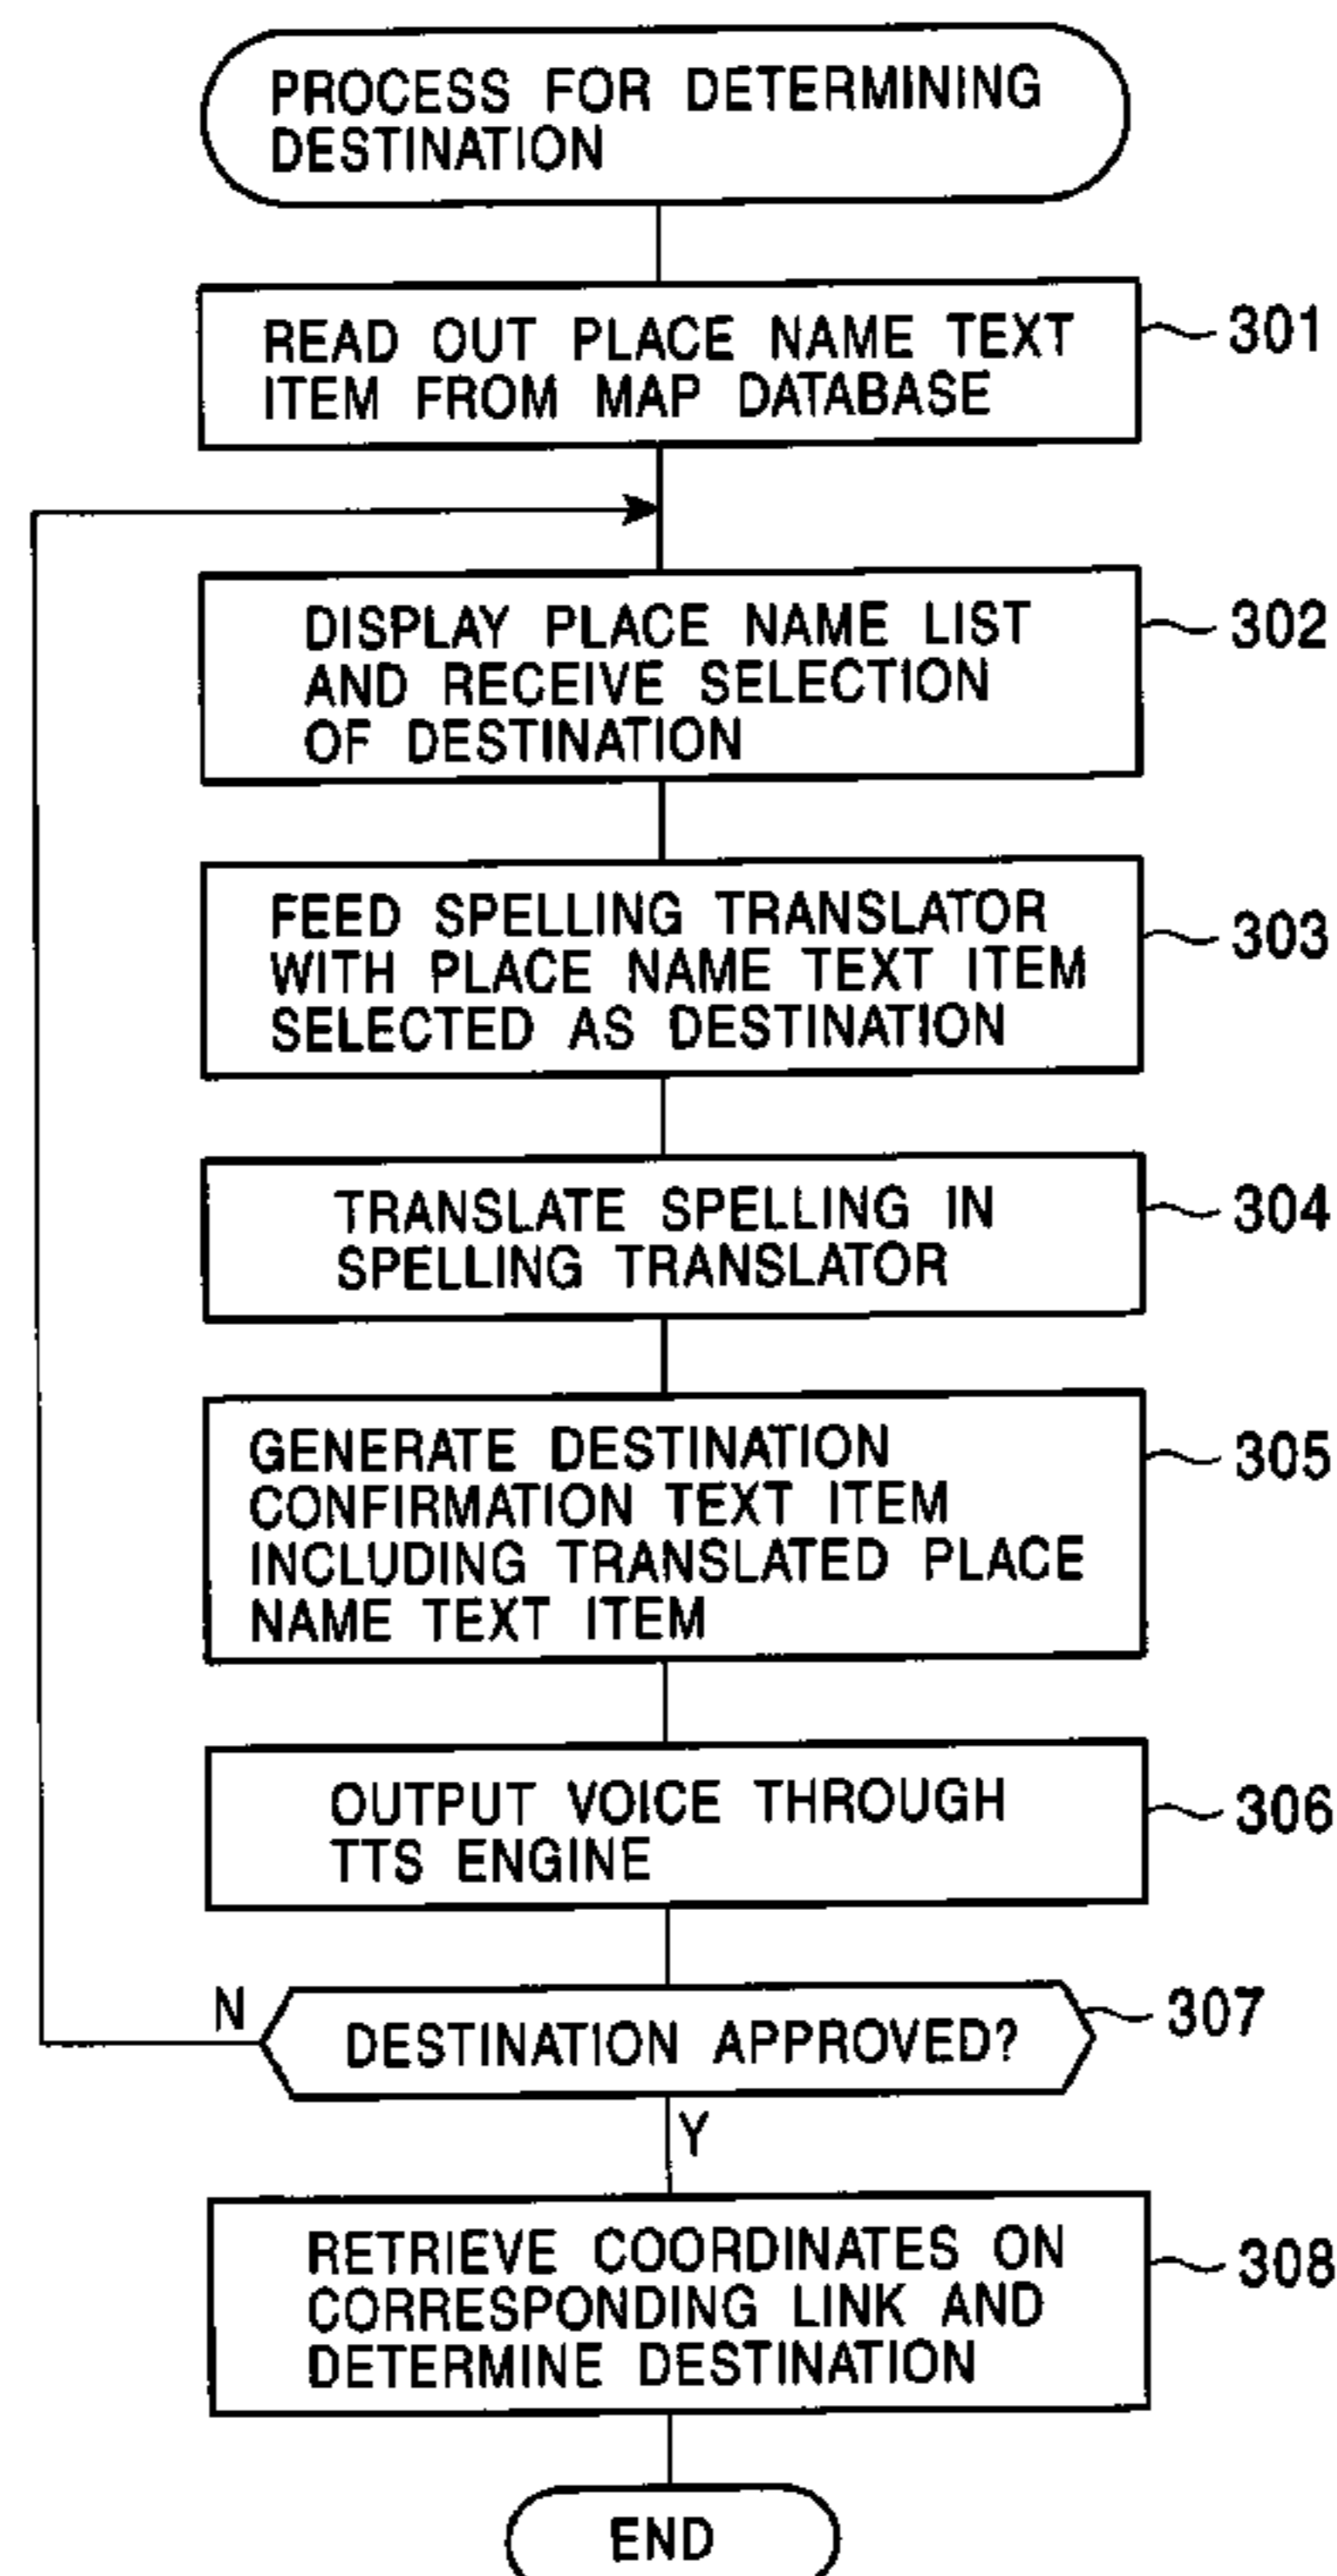 PROCESS FOR DETERMINING
DESTINATION
READ OUT PLACE NAME TEXT
ITEM FROM MAP DATABASE
301
DISPLAY PLACE NAME LIST
AND RECEIVE SELECTION
OF DESTINATION
302
FEED SPELLING TRANSLATOR
WITH PLACE NAME TEXT ITEM
SELECTED AS DESTINATION
303
TRANSLATE SPELLING IN
SPELLING TRANSLATOR
304
GENERATE DESTINATION
CONFIRMATION TEXT ITEM
INCLUDING TRANSLATED PLACE
NAME TEXT ITEM
305
OUTPUT VOICE THROUGH
TTS ENGINE
306
N
DESTINATION APPROVED?
307
Y
RETRIEVE COORDINATES ON
CORRESPONDING LINK AND
DETERMINE DESTINATION
308
END